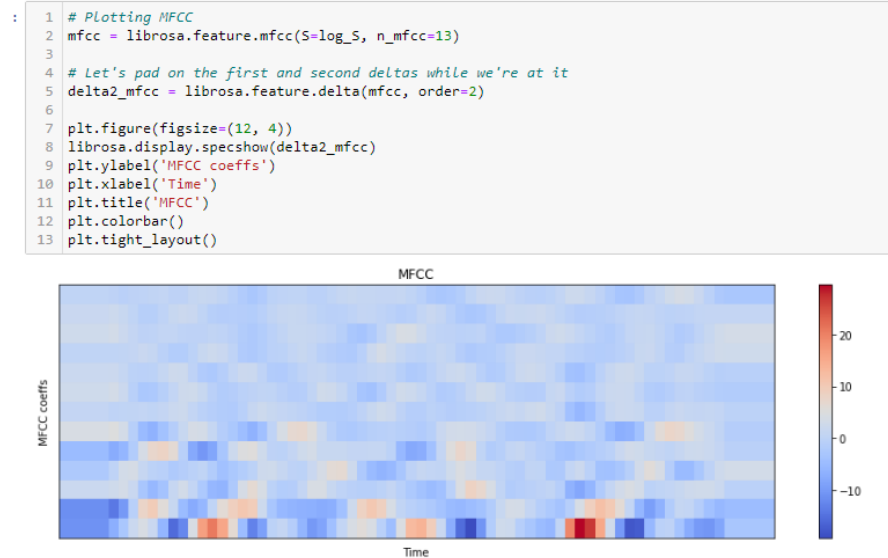 :
1 # Plotting MFCC
2 mfcc = librosa.feature.mfcc(S=log_S, n_mfcc=13)
3
4 # Let's pad on the first and second deltas while we're at it
5 delta2_mfcc = librosa.feature.delta(mfcc, order=2)
6
7 plt.figure(figsize=(12, 4))
8 librosa.display.specshow(delta2_mfcc)
9 plt.ylabel('MFCC coeffs')
10 plt.xlabel('Time')
11 plt.title('MFCC')
12 plt.colorbar()
13 plt.tight_layout()
MFCC
MFCC coeffs
20
10
0
−10
Time